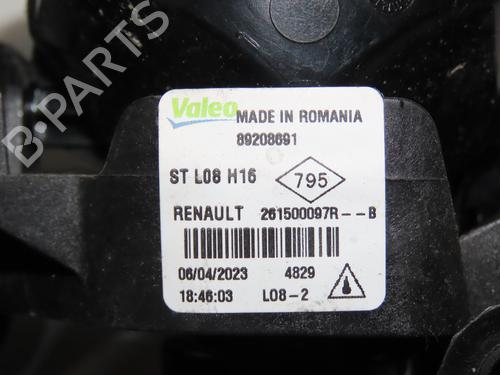 B-PARTS
Valeo MADE IN ROMANIA
89208691
ST L08 H16 795
RENAULT 261500097R--B
06/04/2023 4829
18:46:03 L08-2